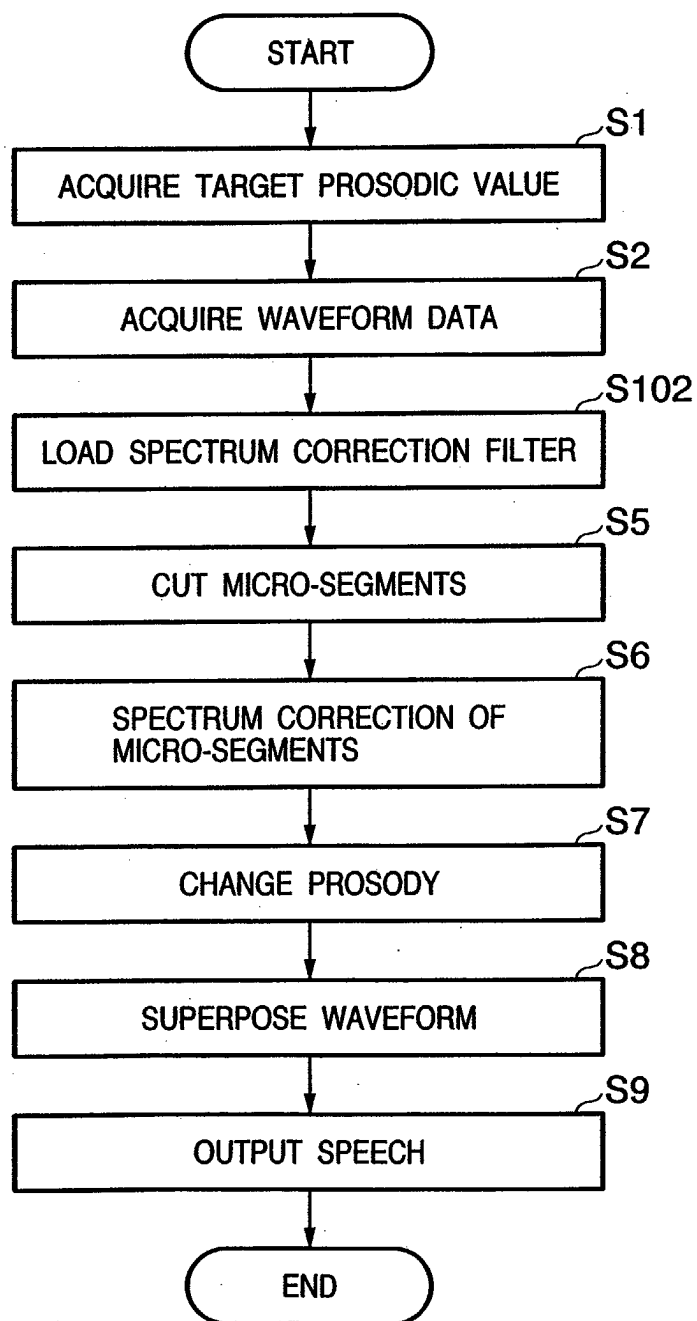 START
S1
ACQUIRE TARGET PROSODIC VALUE
S2
ACQUIRE WAVEFORM DATA
S102
LOAD SPECTRUM CORRECTION FILTER
S5
CUT MICRO-SEGMENTS
S6
SPECTRUM CORRECTION OF
MICRO-SEGMENTS
S7
CHANGE PROSODY
S8
SUPERPOSE WAVEFORM
S9
OUTPUT SPEECH
END